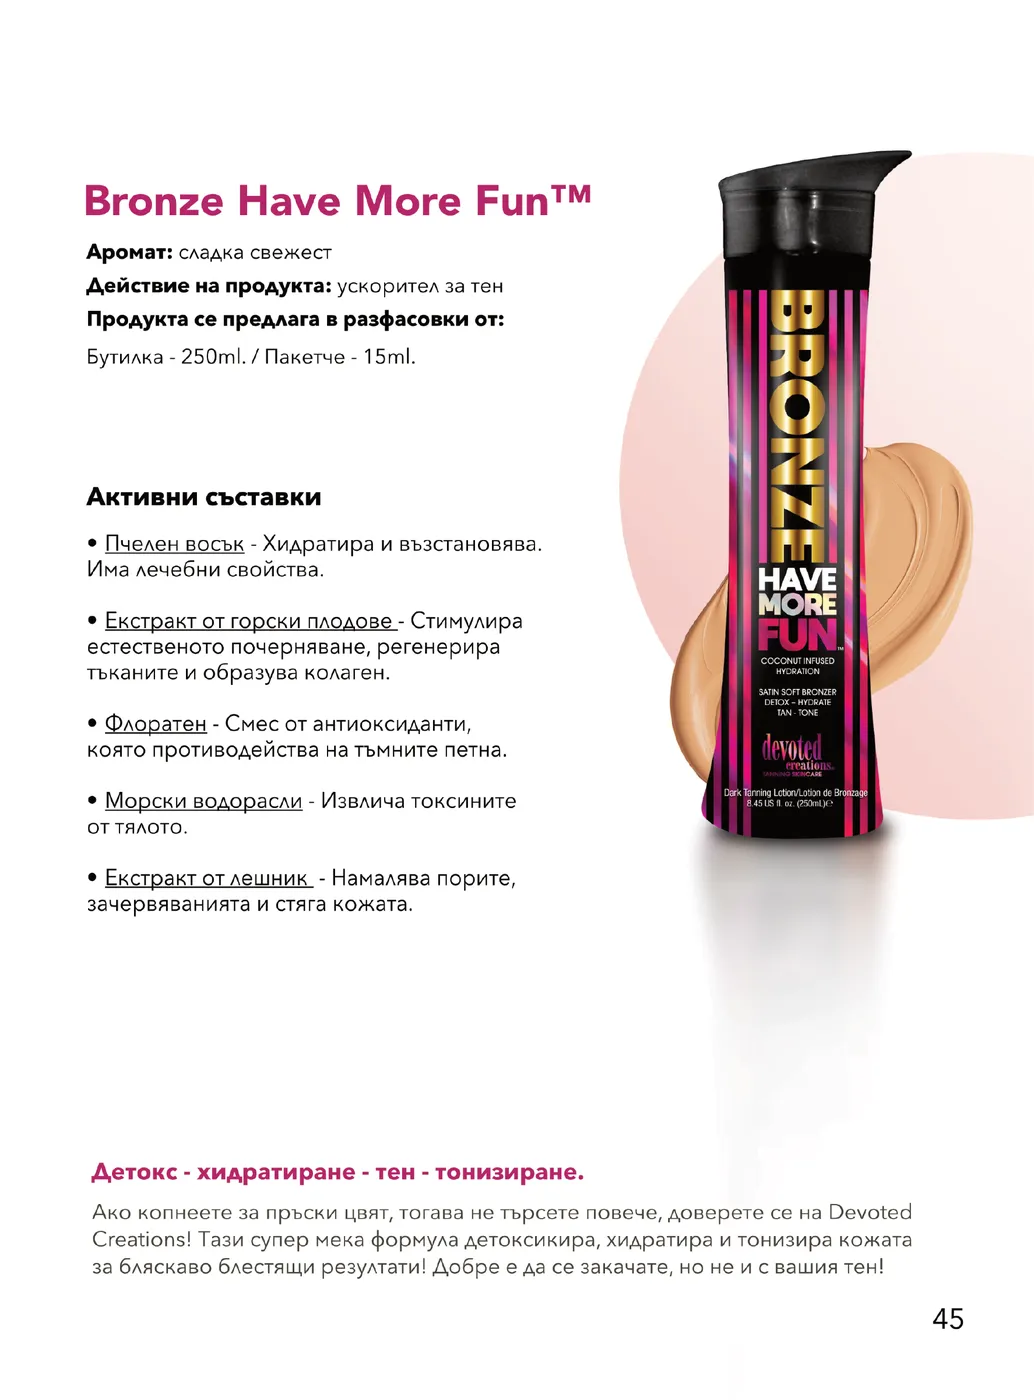 Bronze Have More Fun™
Аромат: сладка свежест
Действие на продукта: ускорител за тен
Продукта се предлага в разфасовки от:
Бутилка - 250ml. / Пакетче - 15ml.
Активни съставки
• Пчелен восък - Хидратира и възстановява.
Има лечебни свойства.
• Екстракт от горски плодове - Стимулира
естественото почерняване, регенерира
тъканите и образува колаген.
• Флоратен - Смес от антиоксиданти,
която противодейства на тъмните петна.
• Морски водорасли - Извлича токсините
от тялото.
• Екстракт от лешник - Намалява порите,
зачервяванията и стяга кожата.
BRONZE
HAVE
MORE
FUN™
COCONUT INFUSED
HYDRATION
SATIN SOFT BRONZER
DETOX – HYDRATE
TAN - TONE
devoted
creations.
TANNING SKINCARE
Dark Tanning Lotion/Lotion de Bronzage
8.45 US fl. oz. (250mL)℮
Детокс - хидратиране - тен - тонизиране.
Ако копнеете за пръски цвят, тогава не търсете повече, доверете се на Devoted
Creations! Тази супер мека формула детоксикира, хидратира и тонизира кожата
за бляскаво блестящи резултати! Добре е да се закачате, но не и с вашия тен!
45